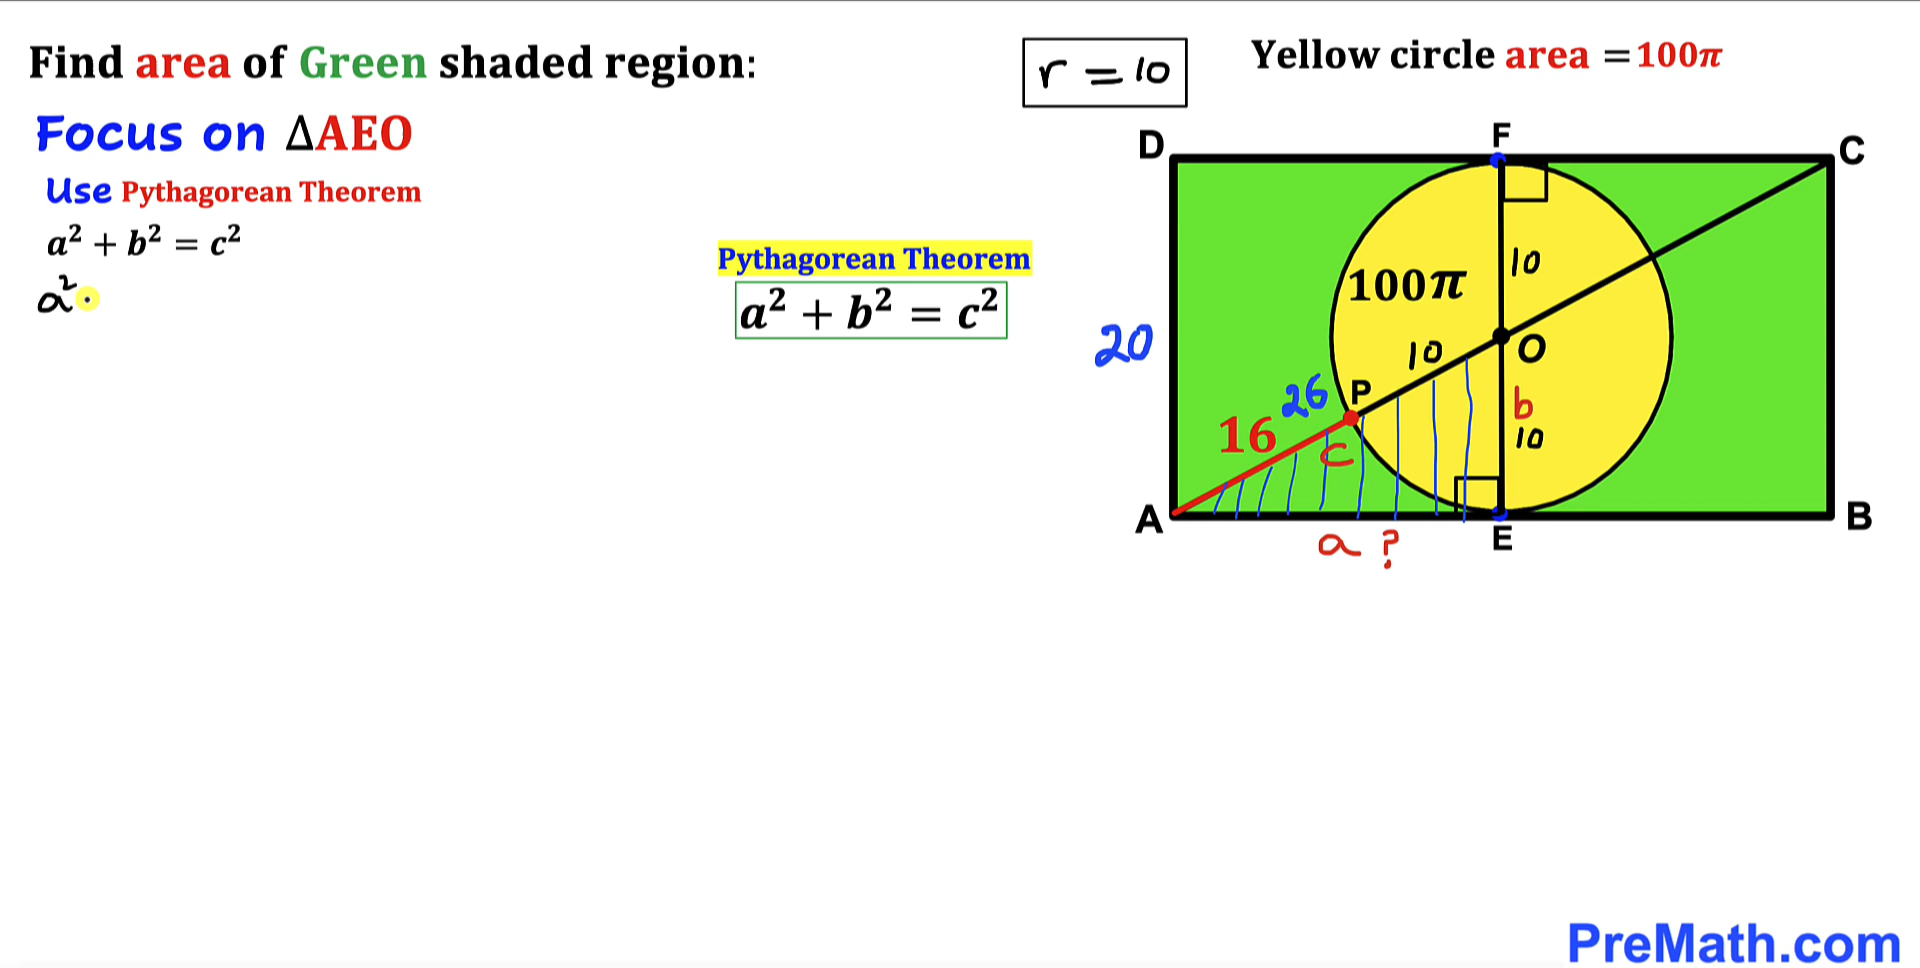 Find area of Green shaded region:
r = 10
Yellow circle area = 100π
Focus on ΔAEO
Use Pythagorean Theorem
a² + b² = c²
a²
Pythagorean Theorem
a² + b² = c²
D
F
C
10
100π
20
10
O
26
P
b
16
c
10
A
B
a ?
E
PreMath.com